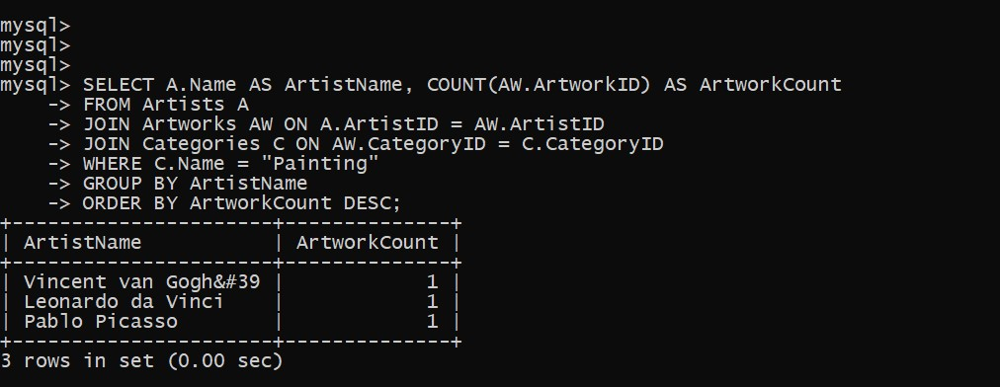 mysql>
mysql>
mysql>
mysql> SELECT A.Name AS ArtistName, COUNT(AW.ArtworkID) AS ArtworkCount
    -> FROM Artists A
    -> JOIN Artworks AW ON A.ArtistID = AW.ArtistID
    -> JOIN Categories C ON AW.CategoryID = C.CategoryID
    -> WHERE C.Name = "Painting"
    -> GROUP BY ArtistName
    -> ORDER BY ArtworkCount DESC;
+----------------------+--------------+
| ArtistName           | ArtworkCount |
+----------------------+--------------+
| Vincent van Gogh&#39 |            1 |
| Leonardo da Vinci    |            1 |
| Pablo Picasso        |            1 |
+----------------------+--------------+
3 rows in set (0.00 sec)